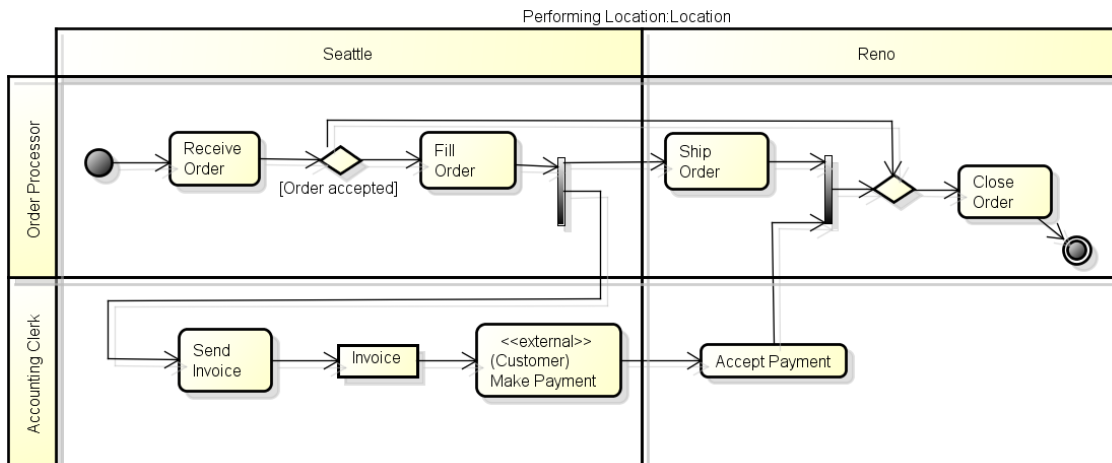 Performing Location:Location
Seattle
Reno
Order Processor
Receive
Order
[Order accepted]
Fill
Order
Ship
Order
Close
Order
Accounting Clerk
Send
Invoice
Invoice
<<external>>
(Customer)
Make Payment
Accept Payment